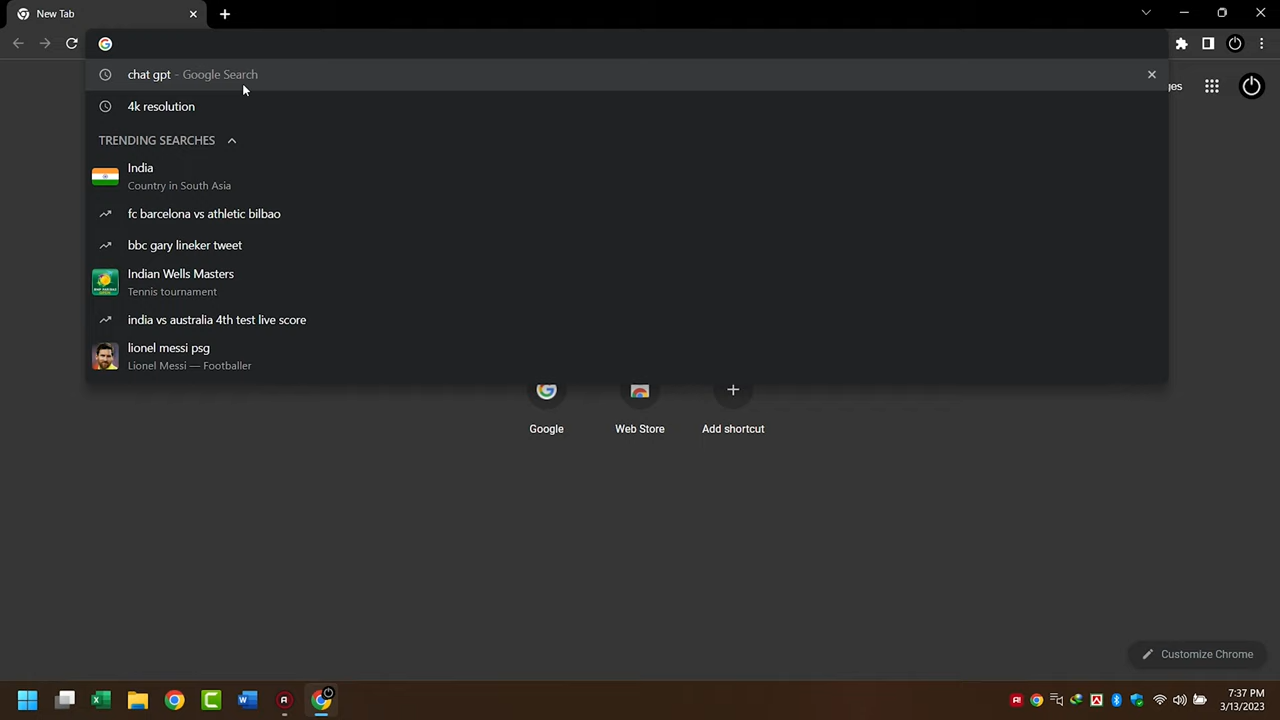 New Tab
chat gpt - Google Search
4k resolution
TRENDING SEARCHES
India
Country in South Asia
fc barcelona vs athletic bilbao
bbc gary lineker tweet
Indian Wells Masters
Tennis tournament
india vs australia 4th test live score
lionel messi psg
Lionel Messi — Footballer
Google
Web Store
Add shortcut
Customize Chrome
7:37 PM
3/13/2023